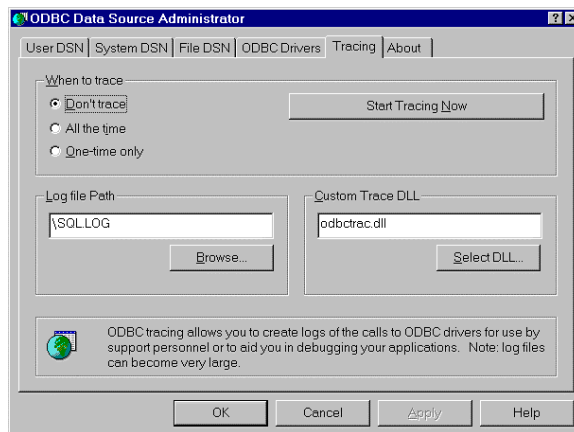 ODBC Data Source Administrator
User DSN System DSN File DSN ODBC Drivers Tracing About
When to trace
Don't trace
Start Tracing Now
All the time
One-time only
Log file Path
Custom Trace DLL
\SQL.LOG
odbctrac.dll
Browse...
Select DLL...
ODBC tracing allows you to create logs of the calls to ODBC drivers for use by
support personnel or to aid you in debugging your applications. Note: log files
can become very large.
OK Cancel Apply Help